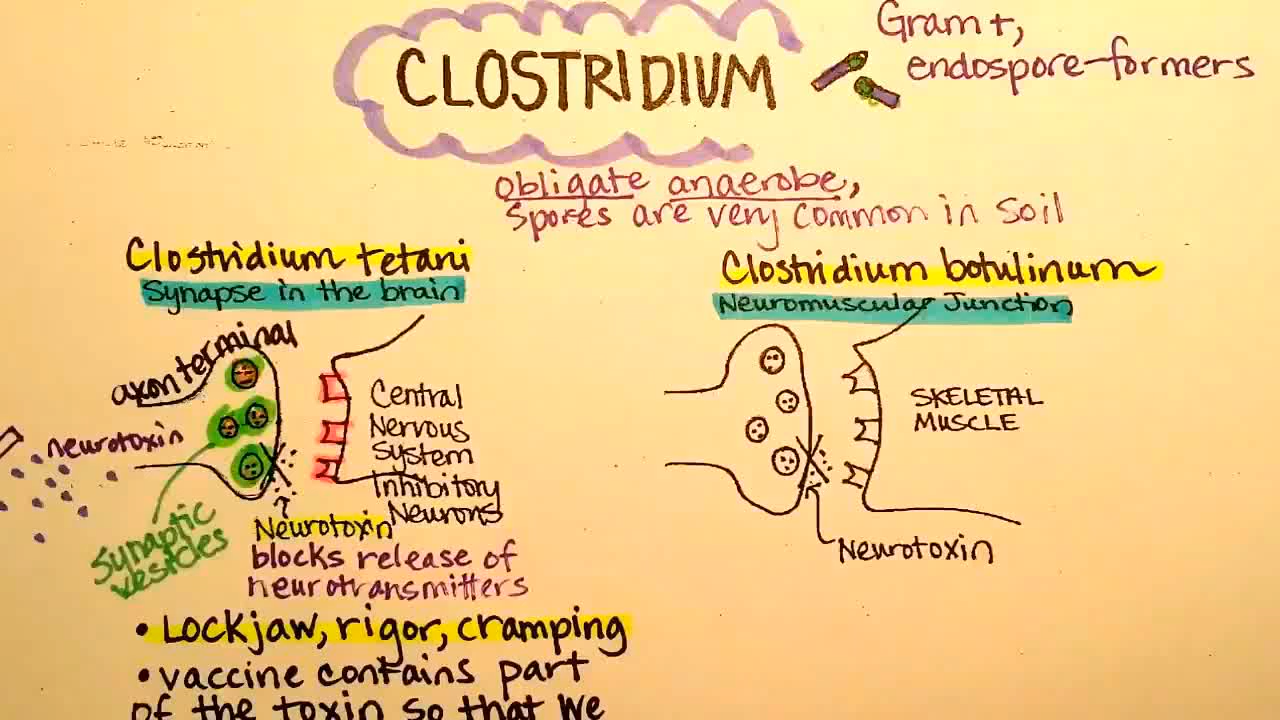 CLOSTRIDIUM
Gram+,
endospore-formers
obligate anaerobe,
spores are very common in soil
Clostridium tetani
Synapse in the brain
axon terminal
neurotoxin
Synaptic
vesicles
Central
Nervous
System
Inhibitory
Neurons
Neurotoxin
blocks release of
neurotransmitters
• Lockjaw, rigor, cramping
• vaccine contains part
of the toxin so that we
Clostridium botulinum
Neuromuscular Junction
SKELETAL
MUSCLE
Neurotoxin